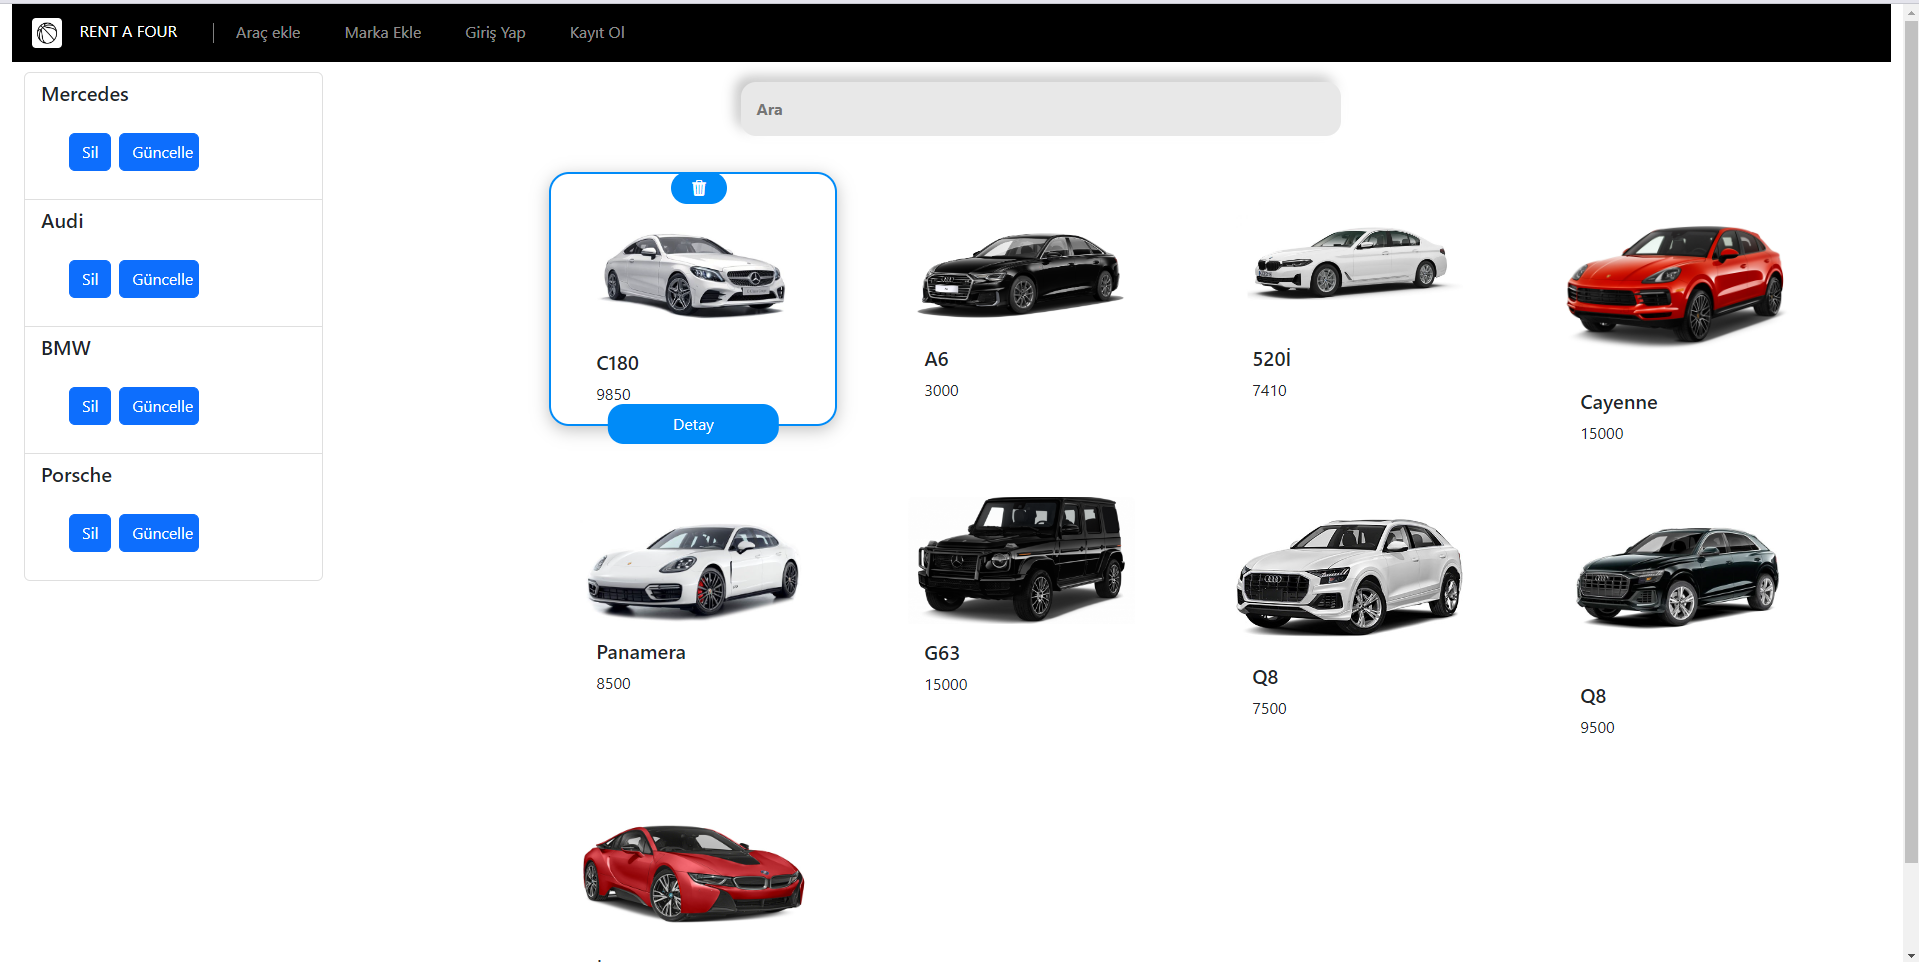 RENT A FOUR
Araç ekle
Marka Ekle
Giriş Yap
Kayıt Ol
Mercedes
Sil
Güncelle
Audi
Sil
Güncelle
BMW
Sil
Güncelle
Porsche
Sil
Güncelle
Ara
C180
9850
Detay
A6
3000
520İ
7410
Cayenne
15000
Panamera
8500
G63
15000
Q8
7500
Q8
9500